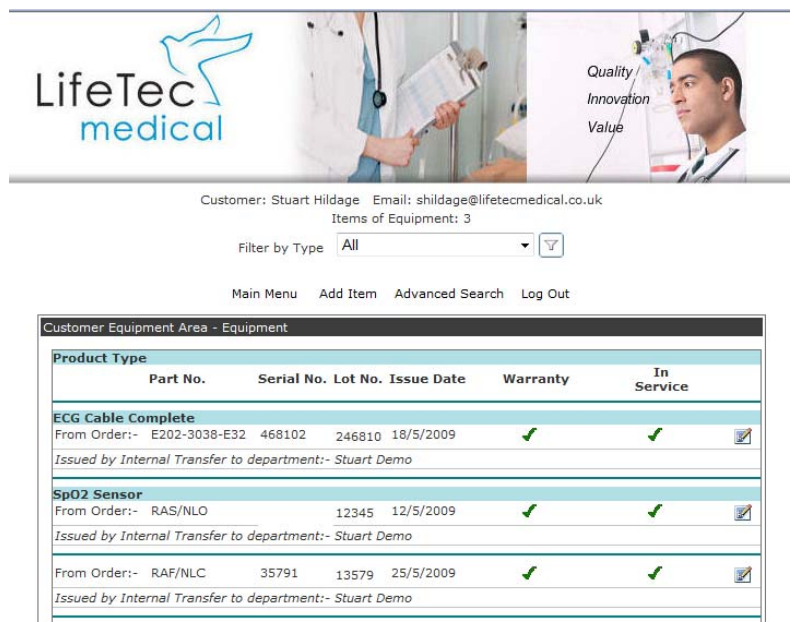 LifeTec
medical
Quality
Innovation
Value
Customer: Stuart Hildage Email: shildage@lifetecmedical.co.uk
Items of Equipment: 3
Filter by Type All
Main Menu Add Item Advanced Search Log Out
Customer Equipment Area - Equipment
Product Type
Part No. Serial No. Lot No. Issue Date Warranty In Service
ECG Cable Complete
From Order:- E202-3038-E32 468102 246810 18/5/2009
Issued by Internal Transfer to department:- Stuart Demo
SpO2 Sensor
From Order:- RAS/NLO 12345 12/5/2009
Issued by Internal Transfer to department:- Stuart Demo
From Order:- RAF/NLC 35791 13579 25/5/2009
Issued by Internal Transfer to department:- Stuart Demo